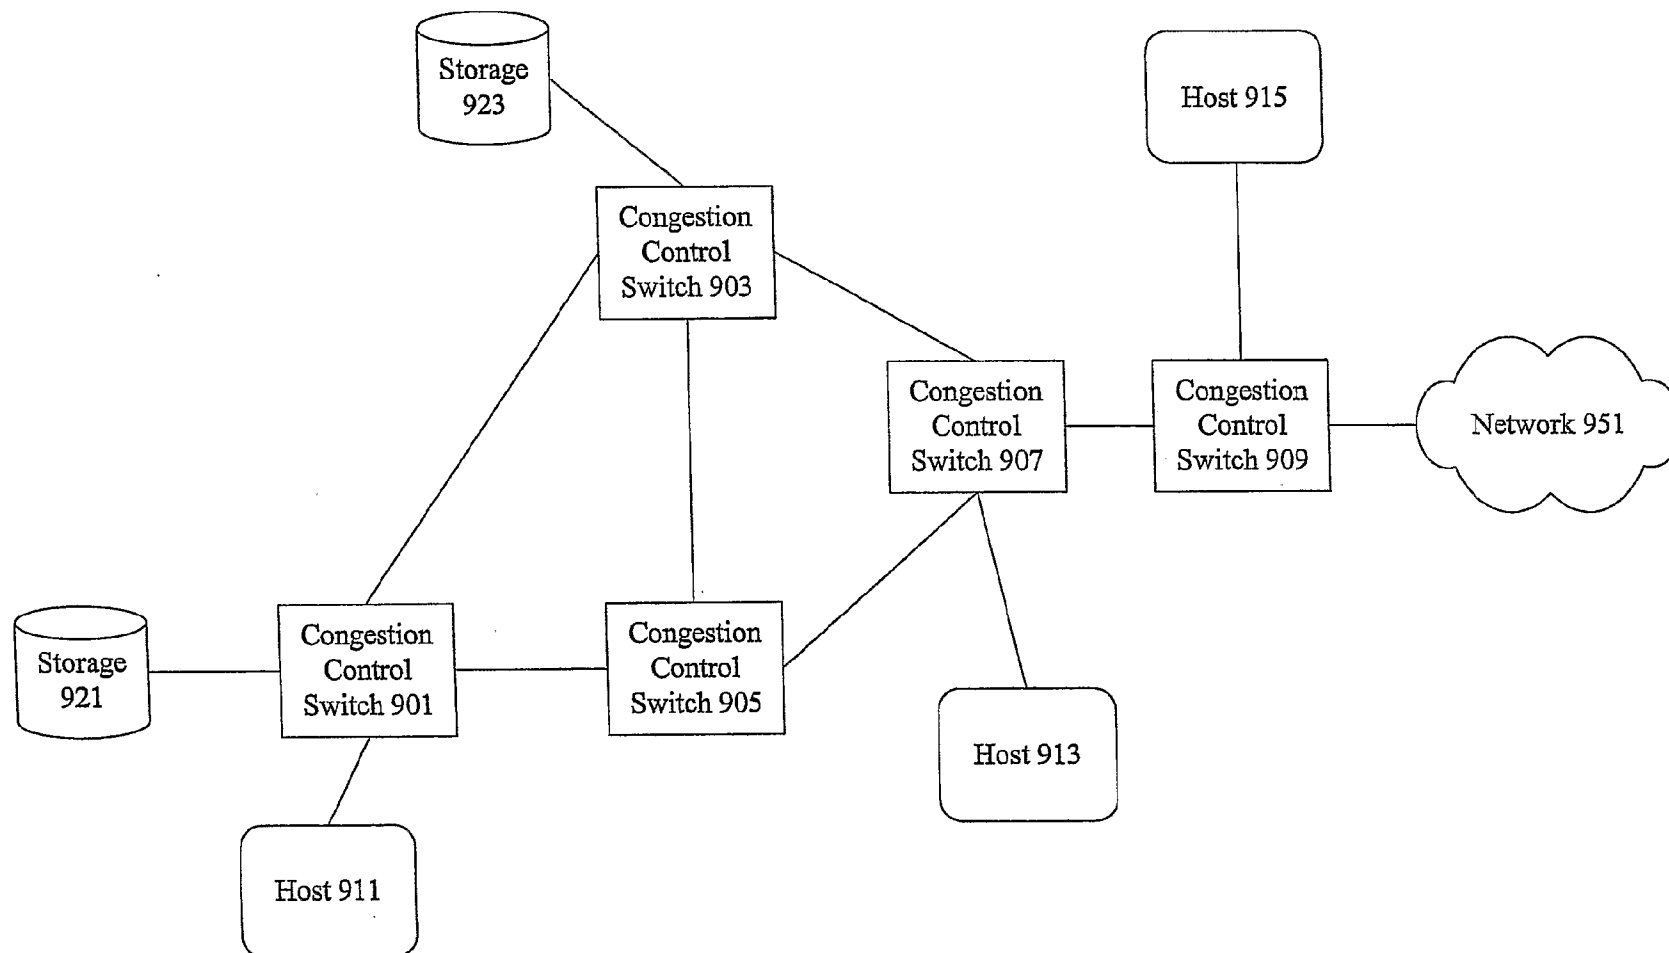 Storage
923
Host 915
Congestion
Control
Switch 903
Congestion
Control
Switch 907
Congestion
Control
Switch 909
Network 951
Storage
921
Congestion
Control
Switch 901
Congestion
Control
Switch 905
Host 913
Host 911